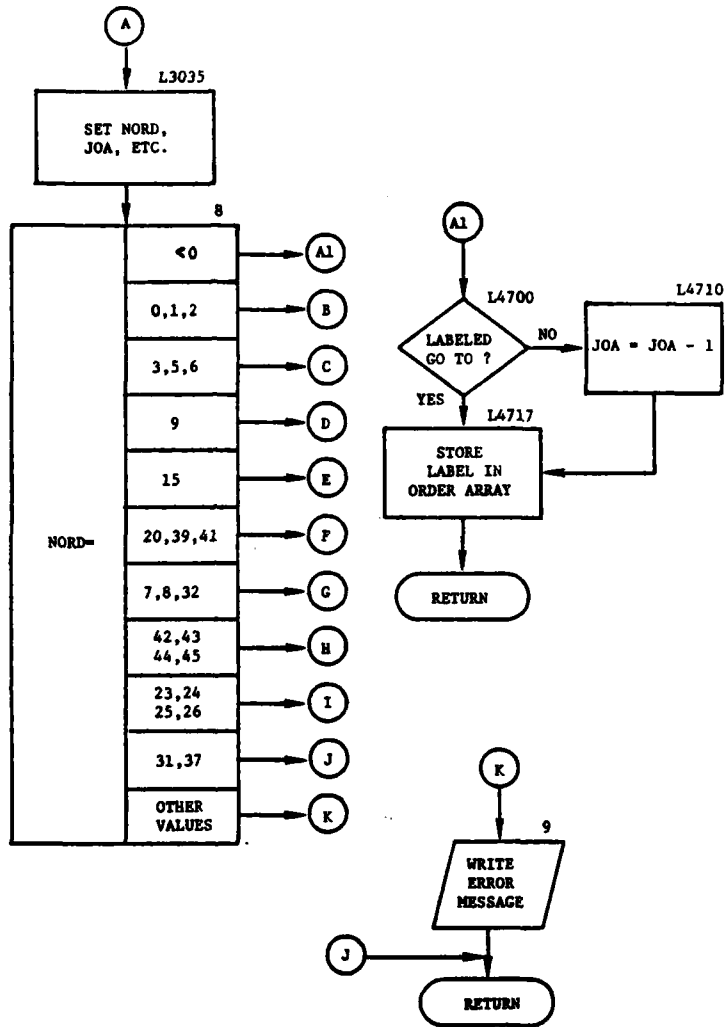 A
L3035
SET NORD,
JOA, ETC.
8
NORD=
<0
A1
0,1,2
B
3,5,6
C
9
D
15
E
20,39,41
F
7,8,32
G
42,43
44,45
H
23,24
25,26
I
31,37
J
OTHER
VALUES
K
A1
L4700
LABELED
GO TO ?
NO
L4710
JOA = JOA - 1
YES
L4717
STORE
LABEL IN
ORDER ARRAY
RETURN
K
9
WRITE
ERROR
MESSAGE
J
RETURN